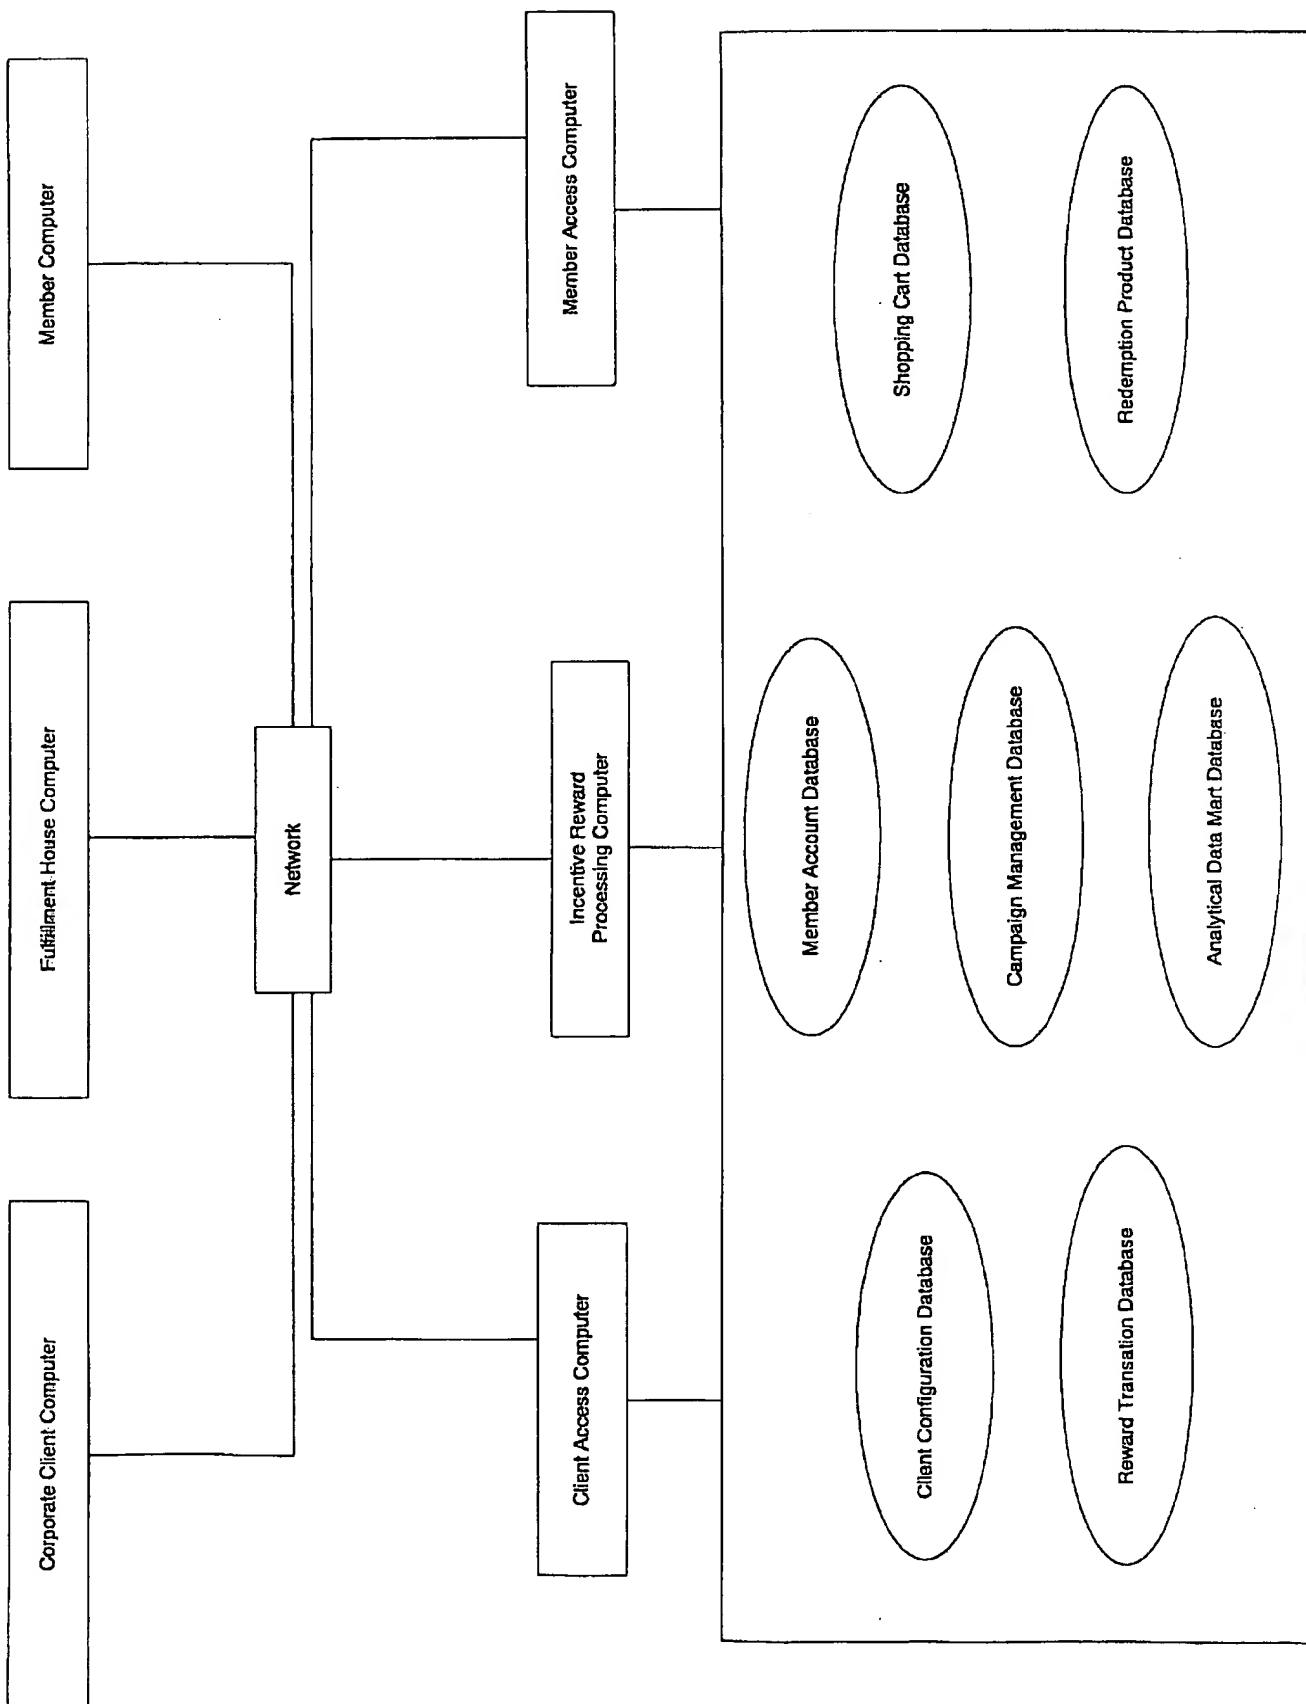 Corporate Client Computer
Fulfillment House Computer
Member Computer
Network
Client Access Computer
Incentive Reward
Processing Computer
Member Access Computer
Client Configuration Database
Reward Transation Database
Member Account Database
Campaign Management Database
Analytical Data Mart Database
Shopping Cart Database
Redemption Product Database